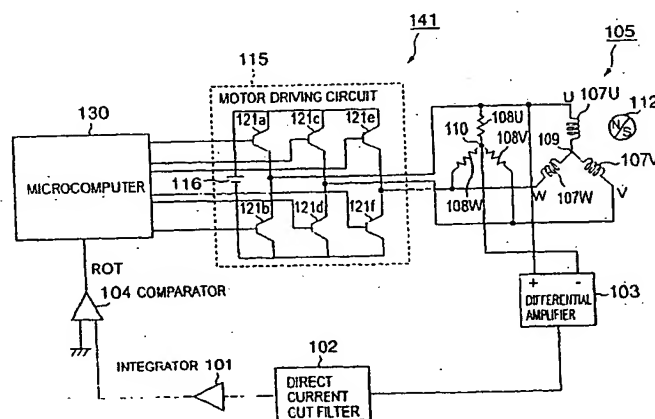 141
115
105
MOTOR DRIVING CIRCUIT
130
121a
121c
121e
108U
110
108V
U
107U
112
N
S
109
107V
MICROCOMPUTER
116
108W
W
107W
V
121b
121d
121f
ROT
104 COMPARATOR
+
-
DIFFERENTIAL
AMPLIFIER
103
102
INTEGRATOR 101
DIRECT
CURRENT
CUT FILTER